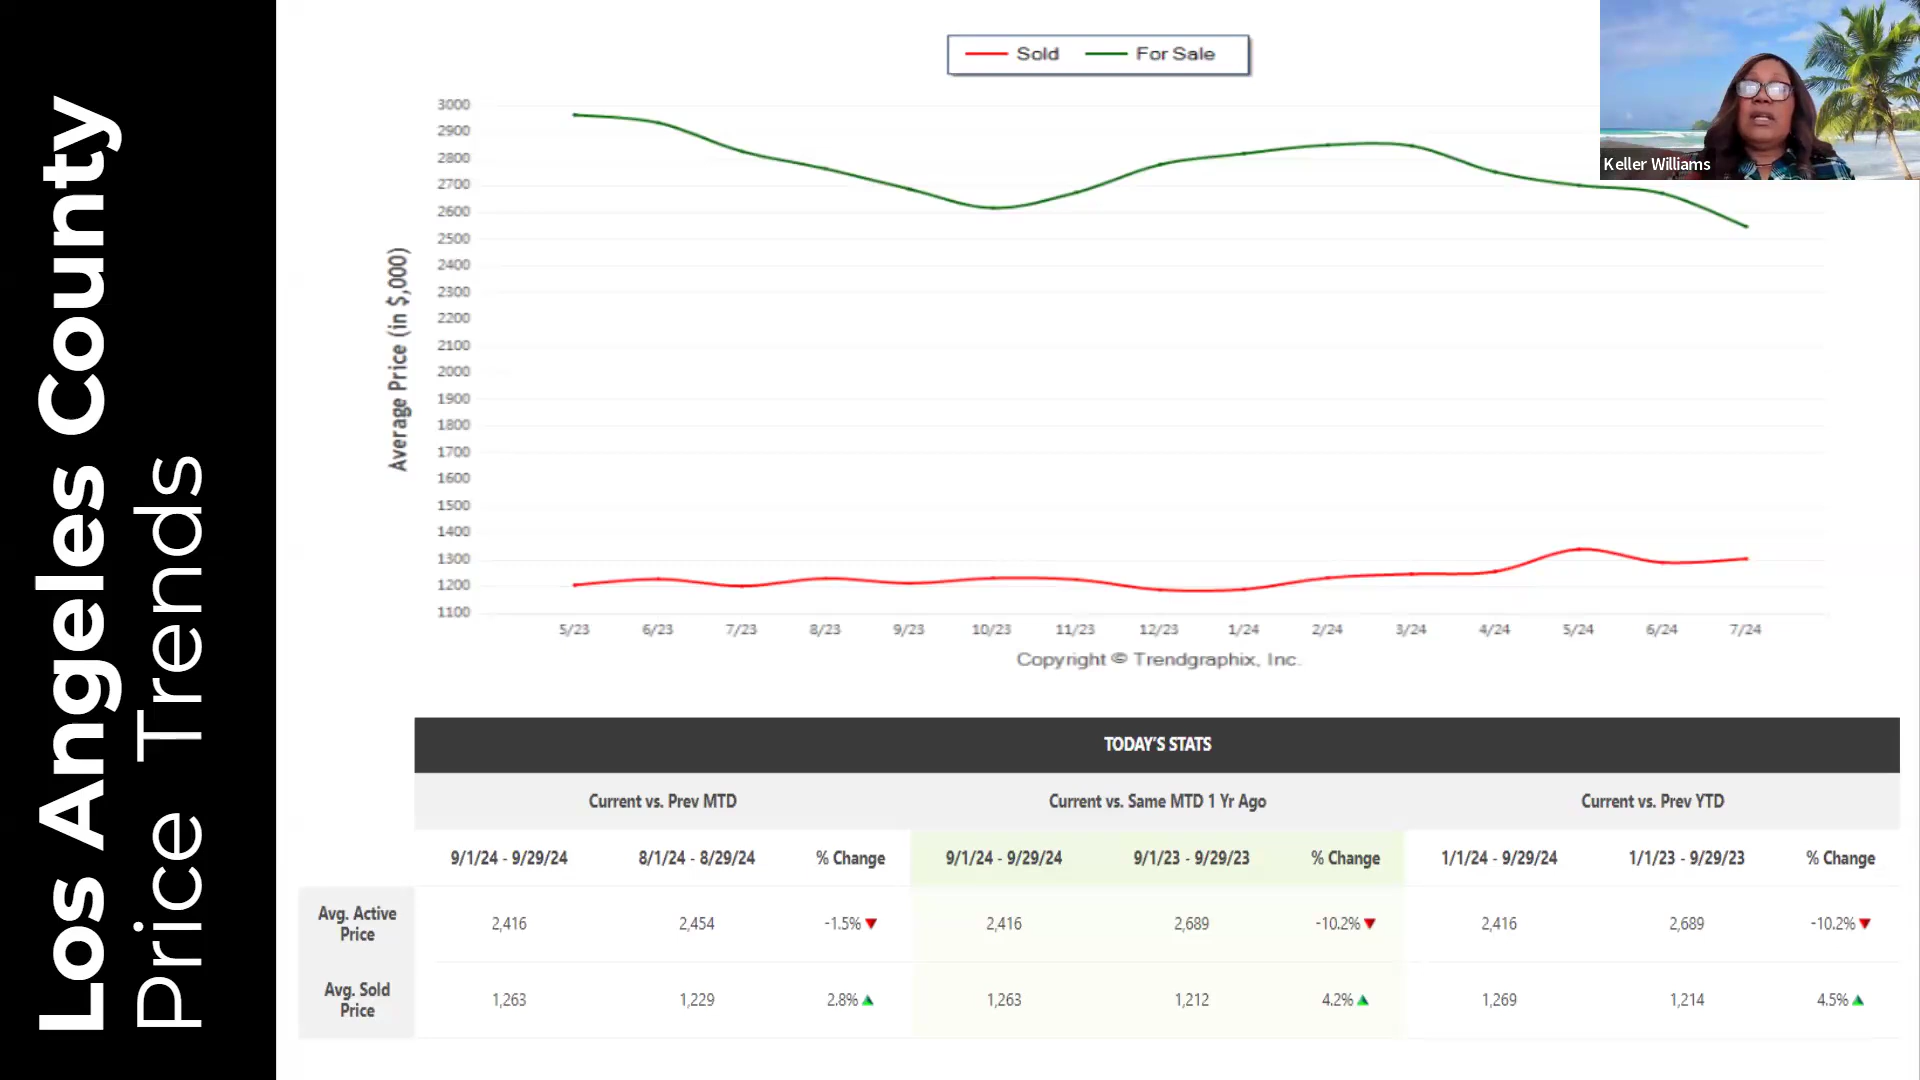 Los Angeles County
Price Trends
Sold For Sale
Keller Williams
Average Price (in $,000)
3000
2900
2800
2700
2600
2500
2400
2300
2200
2100
2000
1900
1800
1700
1600
1500
1400
1300
1200
1100
5/23 6/23 7/23 8/23 9/23 10/23 11/23 12/23 1/24 2/24 3/24 4/24 5/24 6/24 7/24
Copyright © Trendgraphix, Inc.
TODAY'S STATS
Current vs. Prev MTD Current vs. Same MTD 1 Yr Ago Current vs. Prev YTD
9/1/24 - 9/29/24 8/1/24 - 8/29/24 % Change 9/1/24 - 9/29/24 9/1/23 - 9/29/23 % Change 1/1/24 - 9/29/24 1/1/23 - 9/29/23 % Change
Avg. Active
Price
2,416 2,454 -1.5% 2,416 2,689 -10.2% 2,416 2,689 -10.2%
Avg. Sold
Price
1,263 1,229 2.8% 1,263 1,212 4.2% 1,269 1,214 4.5%